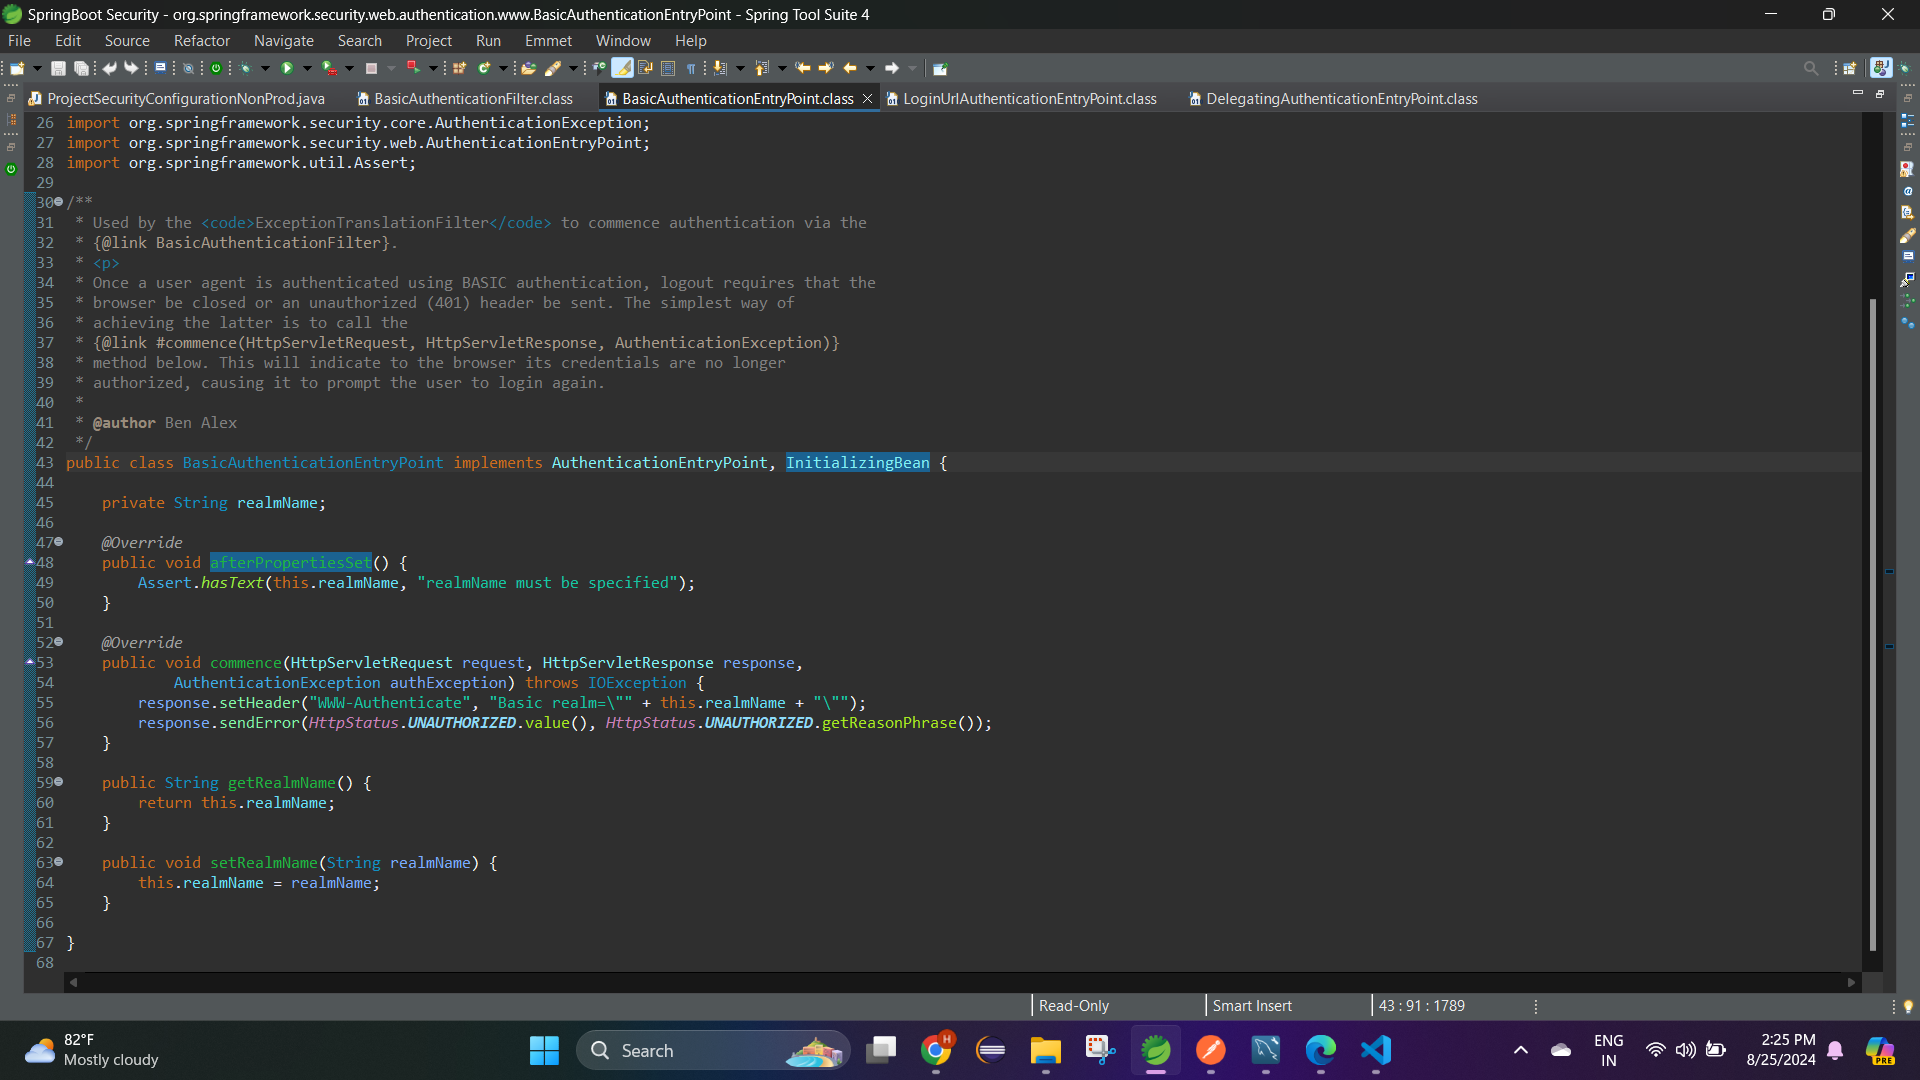 SpringBoot Security - org.springframework.security.web.authentication.www.BasicAuthenticationEntryPoint - Spring Tool Suite 4
File Edit Source Refactor Navigate Search Project Run Emmet Window Help
ProjectSecurityConfigurationNonProd.java BasicAuthenticationFilter.class BasicAuthenticationEntryPoint.class LoginUrlAuthenticationEntryPoint.class DelegatingAuthenticationEntryPoint.class
26 import org.springframework.security.core.AuthenticationException;
27 import org.springframework.security.web.AuthenticationEntryPoint;
28 import org.springframework.util.Assert;
29
30 /**
31 * Used by the <code>ExceptionTranslationFilter</code> to commence authentication via the
32 * {@link BasicAuthenticationFilter}.
33 * <p>
34 * Once a user agent is authenticated using BASIC authentication, logout requires that the
35 * browser be closed or an unauthorized (401) header be sent. The simplest way of
36 * achieving the latter is to call the
37 * {@link #commence(HttpServletRequest, HttpServletResponse, AuthenticationException)}
38 * method below. This will indicate to the browser its credentials are no longer
39 * authorized, causing it to prompt the user to login again.
40 *
41 * @author Ben Alex
42 */
43 public class BasicAuthenticationEntryPoint implements AuthenticationEntryPoint, InitializingBean {
44
45 private String realmName;
46
47 @Override
48 public void afterPropertiesSet() {
49 Assert.hasText(this.realmName, "realmName must be specified");
50 }
51
52 @Override
53 public void commence(HttpServletRequest request, HttpServletResponse response,
54 AuthenticationException authException) throws IOException {
55 response.setHeader("WWW-Authenticate", "Basic realm=\"" + this.realmName + "\"");
56 response.sendError(HttpStatus.UNAUTHORIZED.value(), HttpStatus.UNAUTHORIZED.getReasonPhrase());
57 }
58
59 public String getRealmName() {
60 return this.realmName;
61 }
62
63 public void setRealmName(String realmName) {
64 this.realmName = realmName;
65 }
66
67 }
68
Read-Only Smart Insert 43 : 91 : 1789
82°F
Mostly cloudy
Search
H
ENG
IN
2:25 PM
8/25/2024
PRE